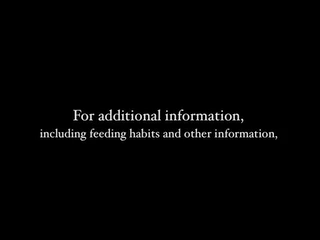 For additional information,
including feeding habits and other information,